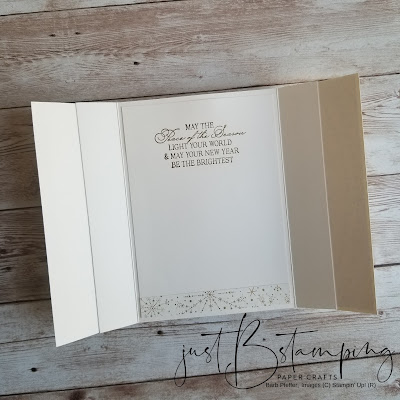 MAY THE
Peace of the Season
LIGHT YOUR WORLD
& MAY YOUR NEW YEAR
BE THE BRIGHTEST
just B stamping
PAPER CRAFTS
Barb Pfeffer, Images (C) Stampin' Up! (R)